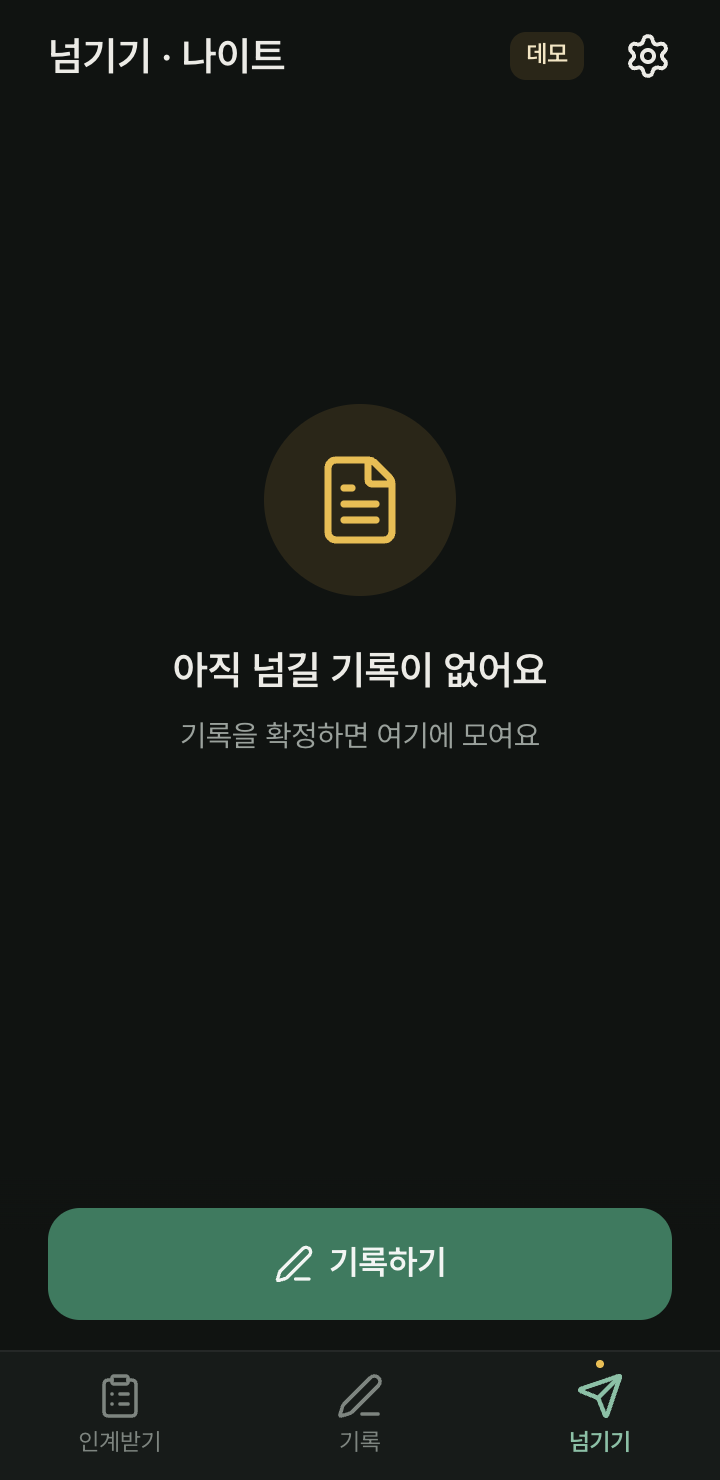 넘기기 · 나이트
데모
아직 넘길 기록이 없어요
기록을 확정하면 여기에 모여요
기록하기
인계받기
기록
넘기기